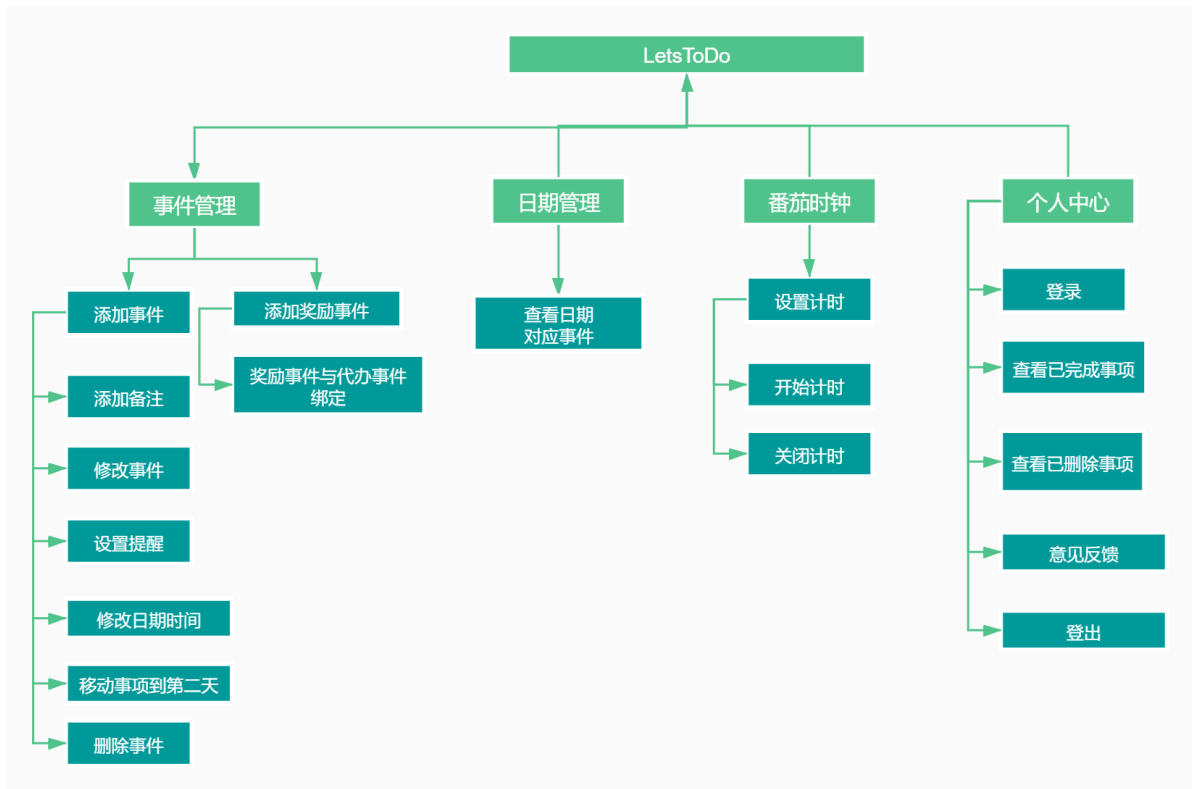 LetsToDo
事件管理
日期管理
番茄时钟
个人中心
添加事件
添加备注
修改事件
设置提醒
修改日期时间
移动事项到第二天
删除事件
添加奖励事件
奖励事件与代办事件
绑定
查看日期
对应事件
设置计时
开始计时
关闭计时
登录
查看已完成事项
查看已删除事项
意见反馈
登出